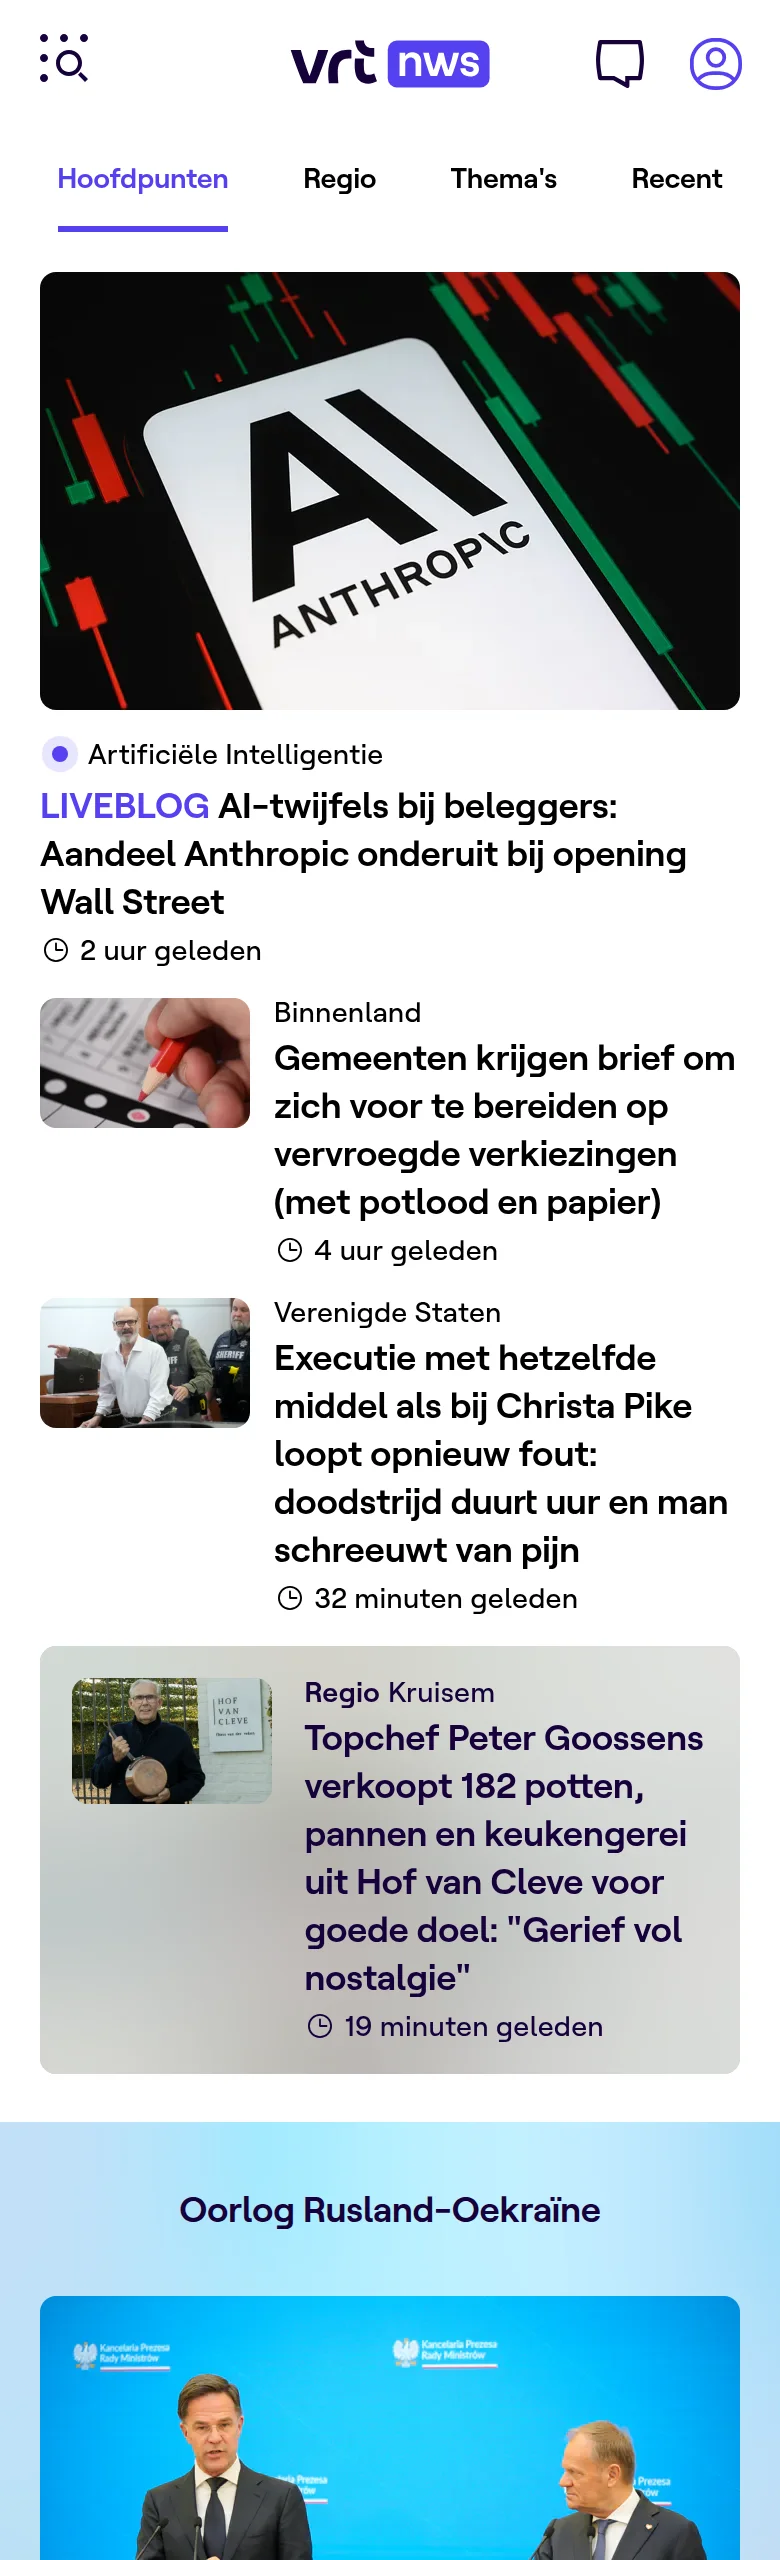 vrt nws
Hoofdpunten Regio Thema's Recent
AI
ANTHROP\C
Artificiële Intelligentie
LIVEBLOG AI-twijfels bij beleggers:
Aandeel Anthropic onderuit bij opening
Wall Street
2 uur geleden
Binnenland
Gemeenten krijgen brief om
zich voor te bereiden op
vervroegde verkiezingen
(met potlood en papier)
4 uur geleden
SHERIFF
Verenigde Staten
Executie met hetzelfde
middel als bij Christa Pike
loopt opnieuw fout:
doodstrijd duurt uur en man
schreeuwt van pijn
32 minuten geleden
HOF
VAN
CLEVE
Regio Kruisem
Topchef Peter Goossens
verkoopt 182 potten,
pannen en keukengerei
uit Hof van Cleve voor
goede doel: "Gerief vol
nostalgie"
19 minuten geleden
Oorlog Rusland-Oekraïne
Kancelaria Prezesa
Rady Ministrów
Kancelaria Prezesa
Rady Ministrów